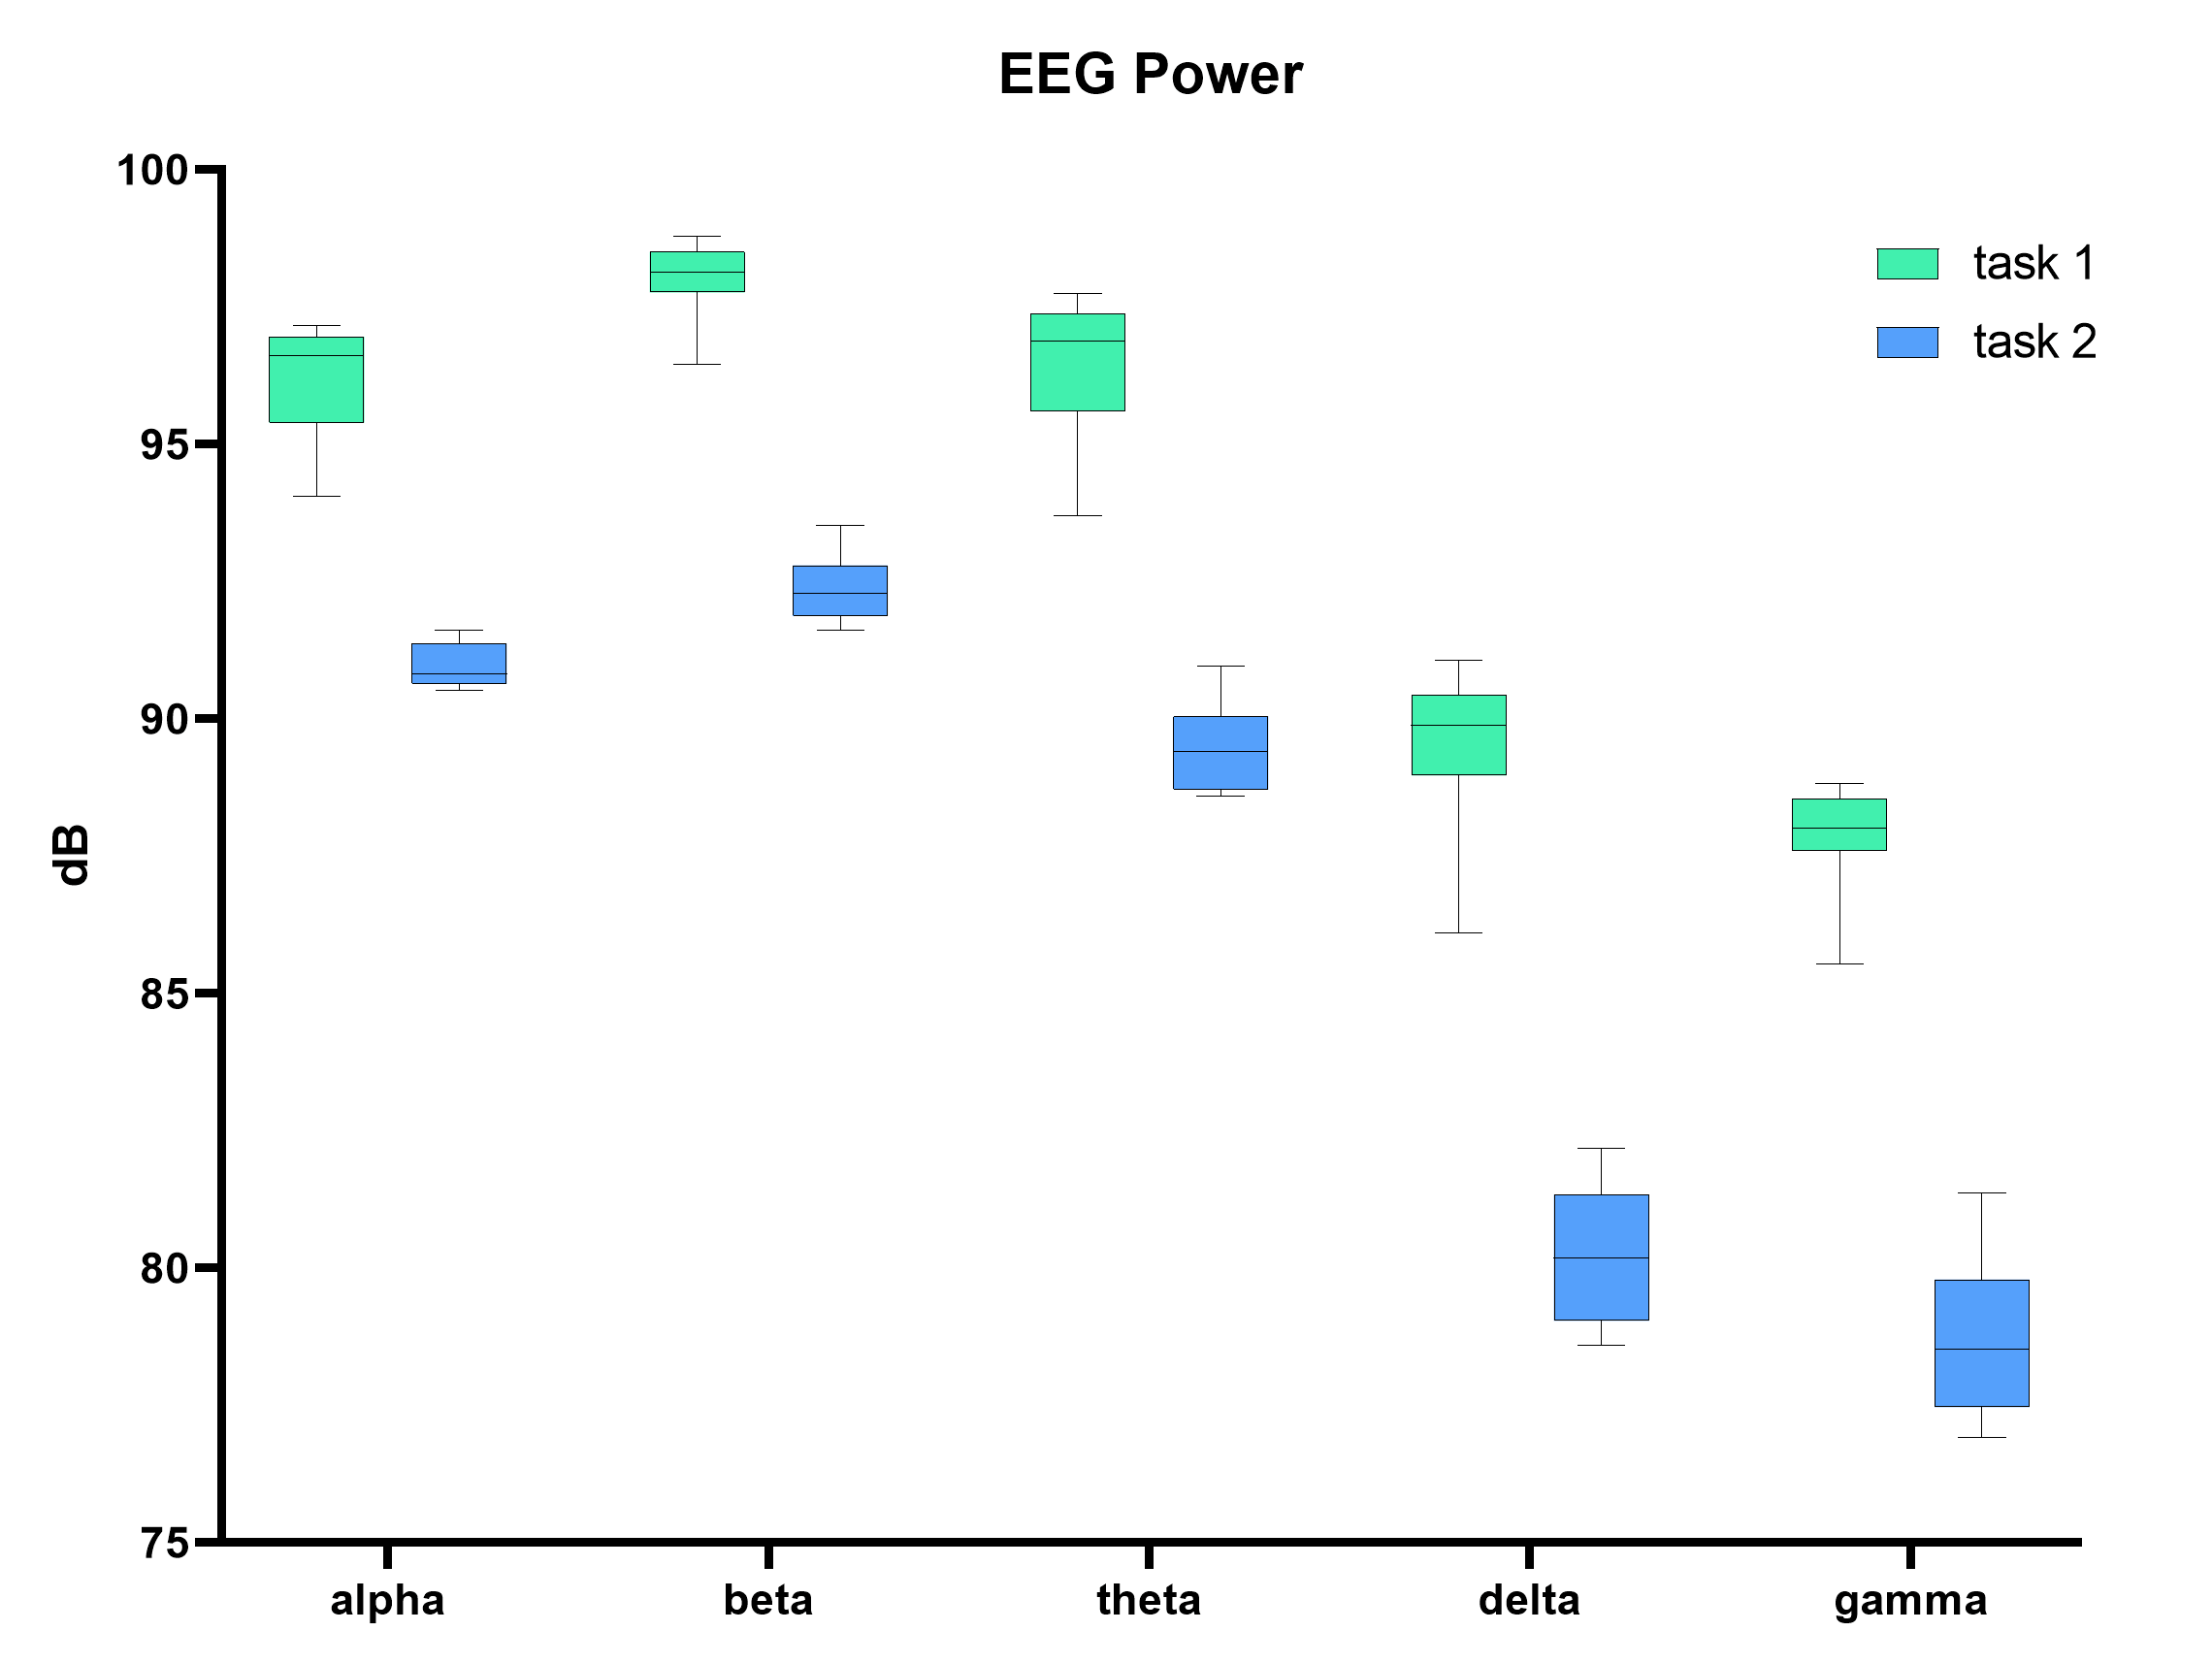 EEG Power
100
95
90
85
80
75
dB
task 1
task 2
alpha
beta
theta
delta
gamma